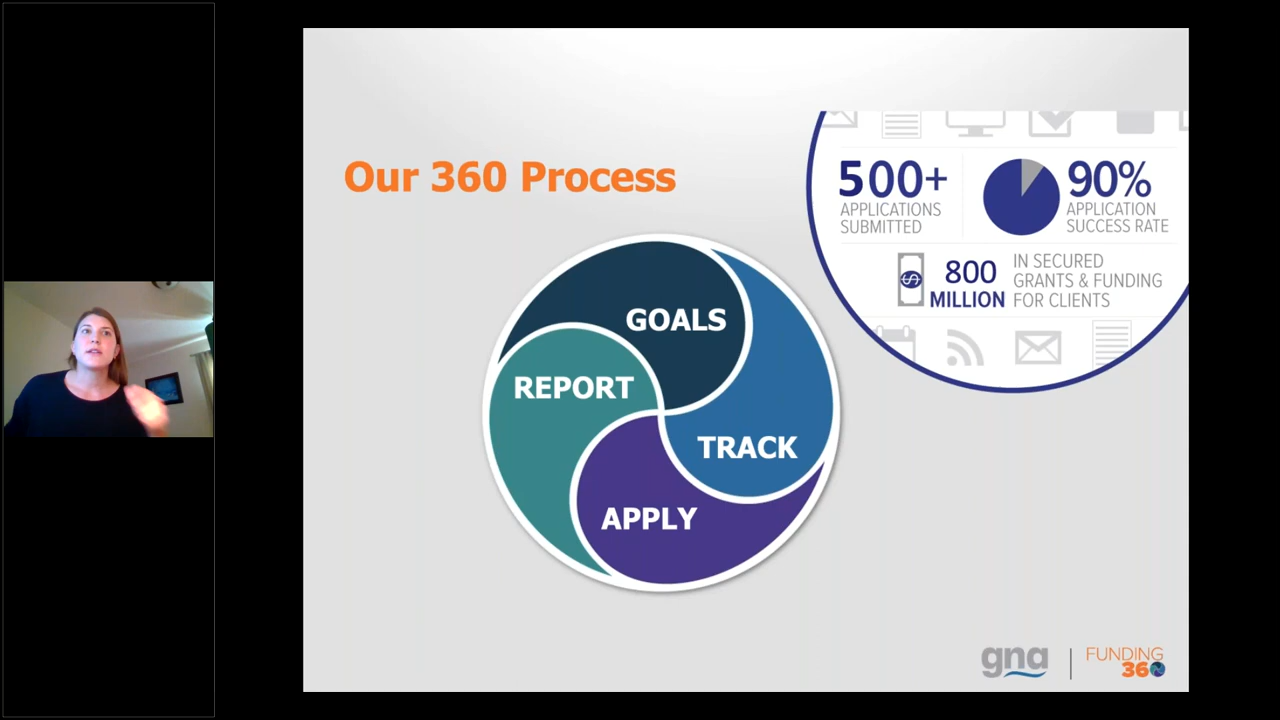 Our 360 Process
500+
APPLICATIONS
SUBMITTED
90%
APPLICATION
SUCCESS RATE
800
MILLION
IN SECURED
GRANTS & FUNDING
FOR CLIENTS
GOALS
REPORT
TRACK
APPLY
gna
FUNDING
360